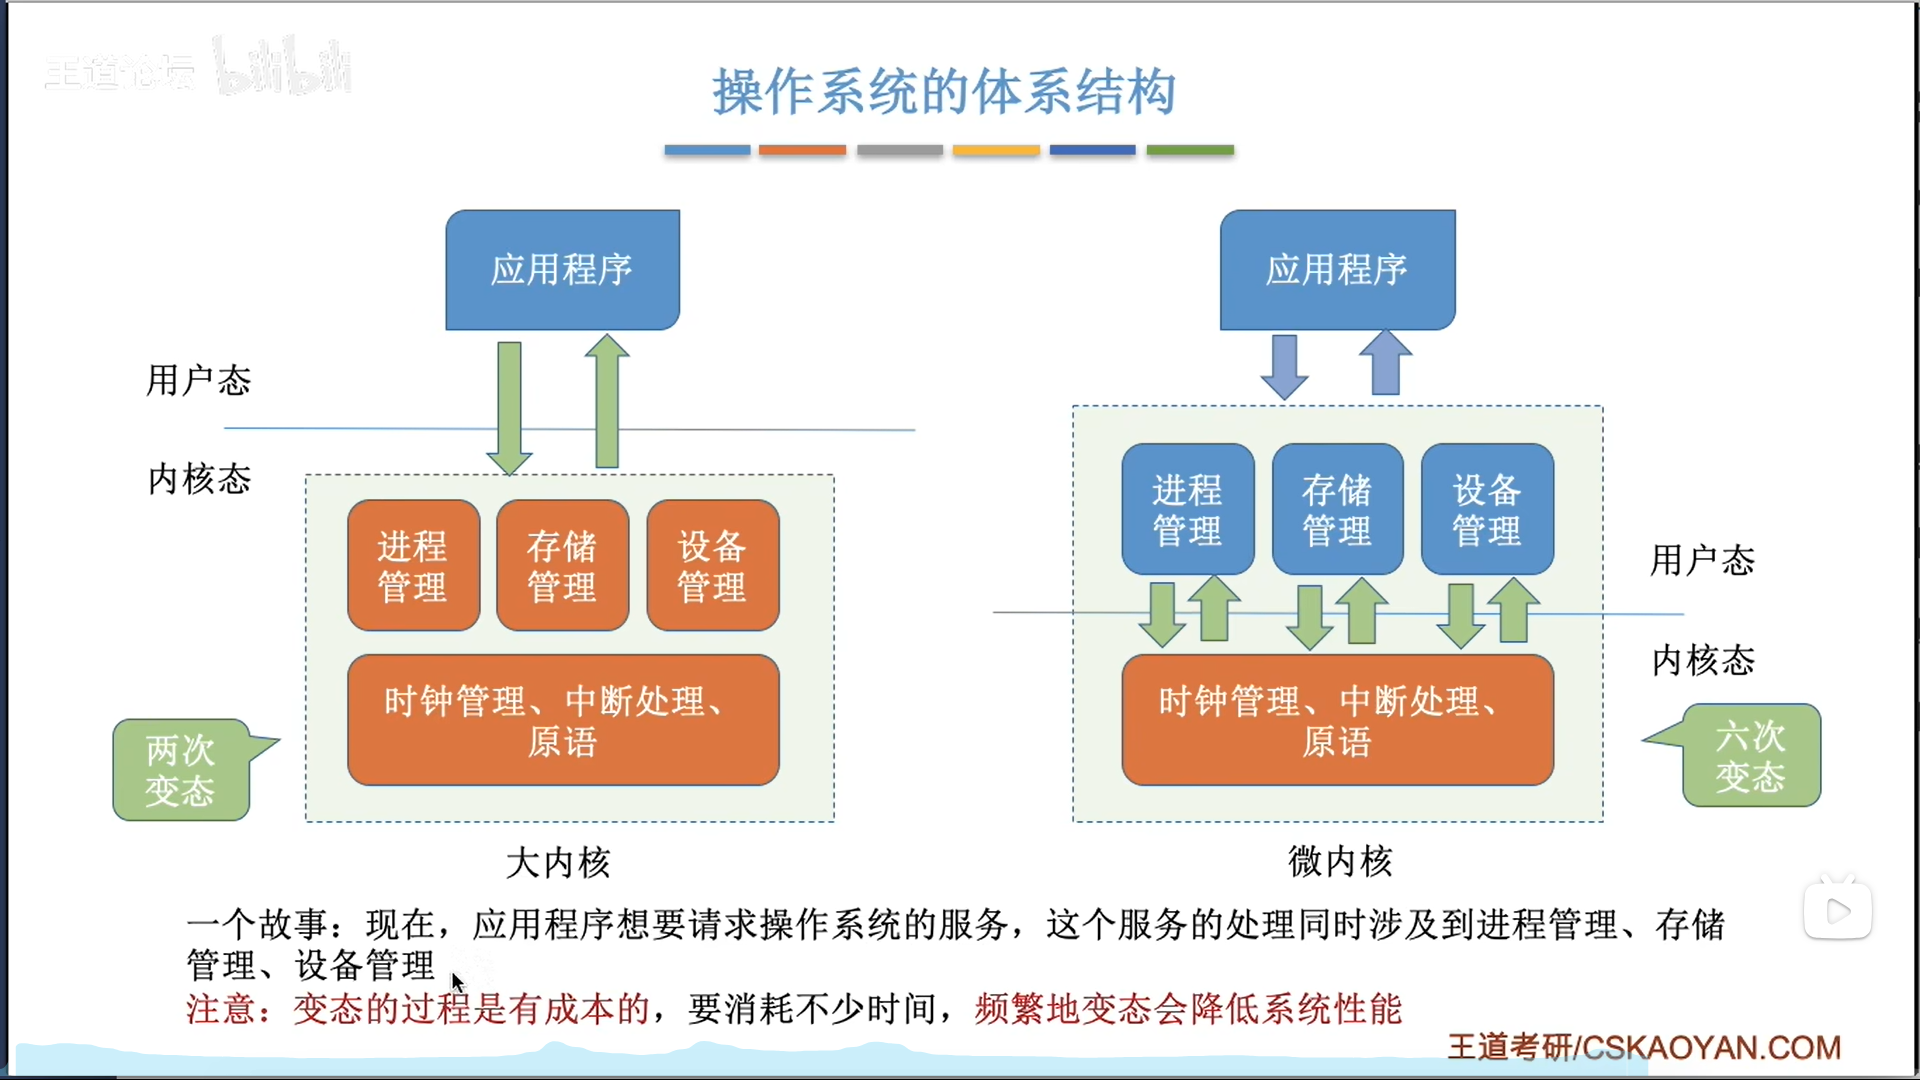 王道论坛 bilibili
操作系统的体系结构
应用程序
用户态
内核态
进程
管理
存储
管理
设备
管理
时钟管理、中断处理、
原语
两次
变态
大内核
应用程序
进程
管理
存储
管理
设备
管理
用户态
内核态
时钟管理、中断处理、
原语
六次
变态
微内核
一个故事：现在，应用程序想要请求操作系统的服务，这个服务的处理同时涉及到进程管理、存储
管理、设备管理
注意：变态的过程是有成本的，要消耗不少时间，频繁地变态会降低系统性能
王道考研/CSKAOYAN.COM